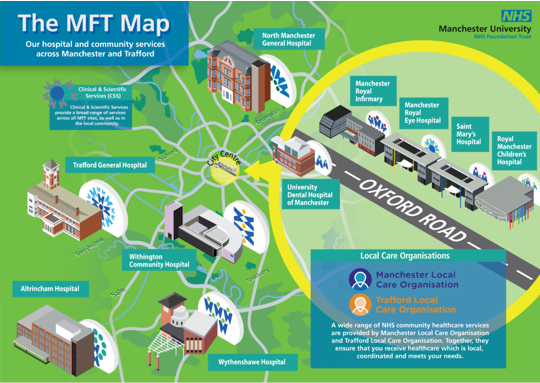 The MFT Map
Our hospital and community services
across Manchester and Trafford
NHS
Manchester University
NHS Foundation Trust
North Manchester
General Hospital
Clinical & Scientific
Services (CSS)
Clinical & Scientific Services
provide a broad range of services
across all MFT sites, as well as in
the local community.
Manchester
Royal
Infirmary
Manchester
Royal
Eye Hospital
Saint
Mary's
Hospital
Royal
Manchester
Children's
Hospital
Trafford General Hospital
City Centre
University
Dental Hospital
of Manchester
OXFORD ROAD
Withington
Community Hospital
Sale
Altrincham Hospital
Wythenshawe Hospital
Local Care Organisations
Manchester Local
Care Organisation
Trafford Local
Care Organisation
A wide range of NHS community healthcare services
are provided by Manchester Local Care Organisation
and Trafford Local Care Organisation. Together, they
ensure that you receive healthcare which is local,
coordinated and meets your needs.